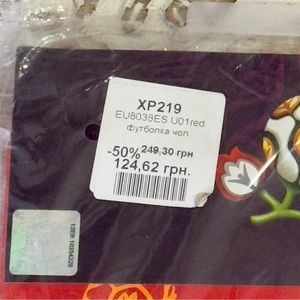 XP219
EU8038ES U01red
футболка чол
-50% 249,30 грн
124,62 грн.